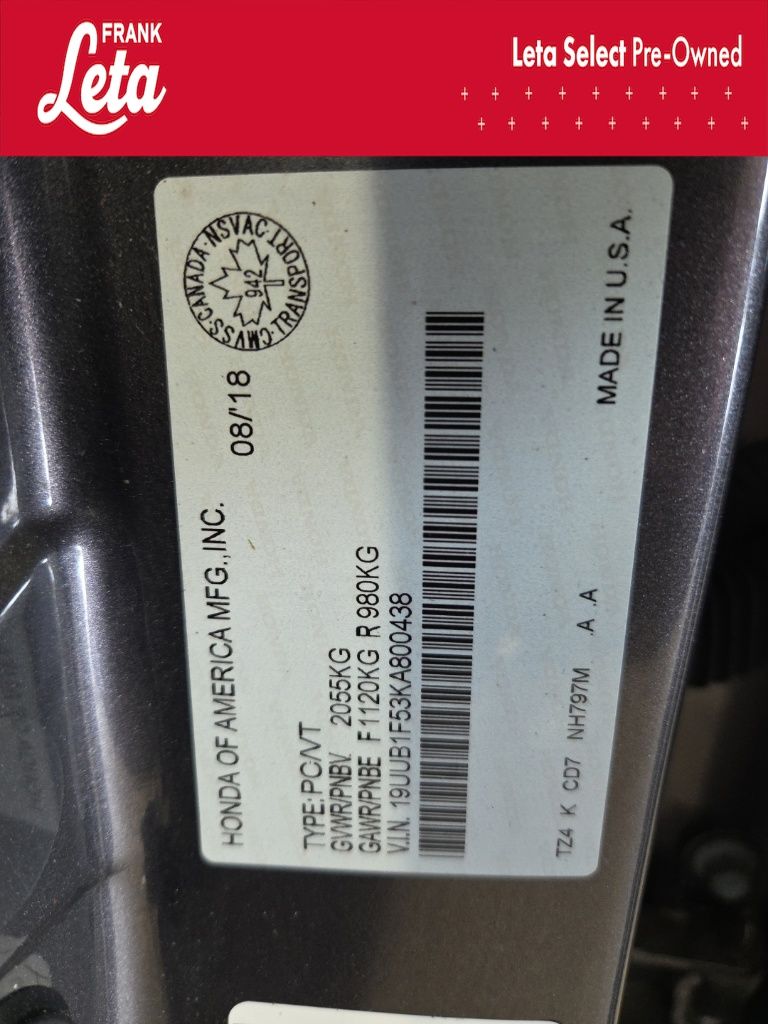 FRANK
Leta
Leta Select Pre-Owned
CANADA·NSVAC·TRANSPORT·CMVSS·
942
HONDA OF AMERICA MFG.,INC. 08/'18
TYPE:PC/VT
GVWR/PNBV. 2055KG
GAWR/PNBE F 1120KG R 980KG
V.I.N. 19UUB1F53KA800438
MADE IN U.S.A.
TZ4 K CD7 NH797M .A .A